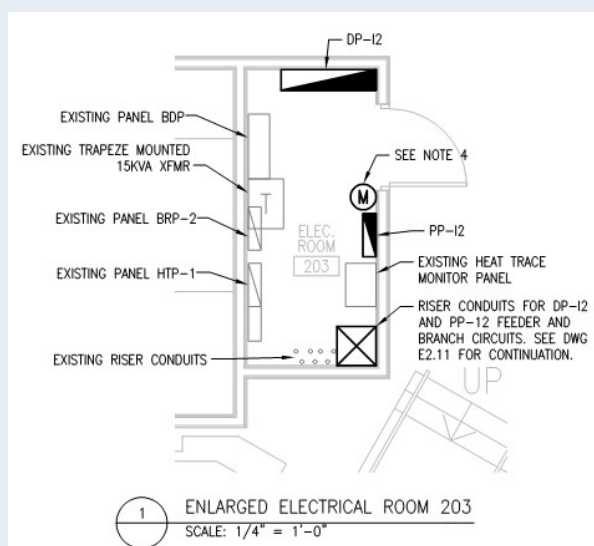 DP-12
EXISTING PANEL BDP
EXISTING TRAPEZE MOUNTED
15KVA XFMR
T
SEE NOTE 4
M
EXISTING PANEL BRP-2
PP-12
ELEC.
ROOM
203
EXISTING PANEL HTP-1
EXISTING HEAT TRACE
MONITOR PANEL
RISER CONDUITS FOR DP-12
AND PP-12 FEEDER AND
BRANCH CIRCUITS. SEE DWG
E2.11 FOR CONTINUATION.
EXISTING RISER CONDUITS
UP
1
ENLARGED ELECTRICAL ROOM 203
SCALE: 1/4" = 1'-0"